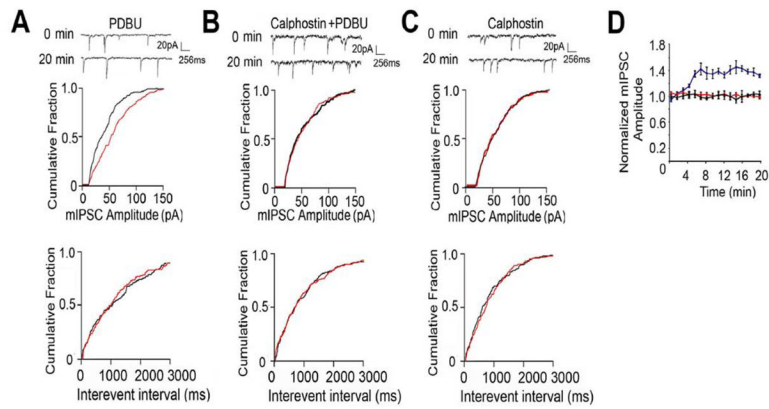 A
PDBU
0 min
20 min
20pA
256ms
Cumulative Fraction
1.0
0.5
0
0 50 100 150
mIPSC Amplitude (pA)
Cumulative Fraction
1.0
0.5
0
0 1000 2000 3000
Interevent interval (ms)
B
Calphostin +PDBU
0 min
20 min
20pA
256ms
Cumulative Fraction
1.0
0.5
0
0 50 100 150
mIPSC Amplitude (pA)
Cumulative Fraction
1.0
0.5
0
0 1000 2000 3000
Interevent interval (ms)
C
Calphostin
0 min
20 min
20pA
256ms
Cumulative Fraction
1.0
0.5
0
0 50 100 150
mIPSC Amplitude (pA)
Cumulative Fraction
1.0
0.5
0
0 1000 2000 3000
Interevent interval (ms)
D
Normalized mIPSC
Amplitude
1.8
1.4
1.0
1.4
1.2
0 4 8 12 16 20
Time (min)